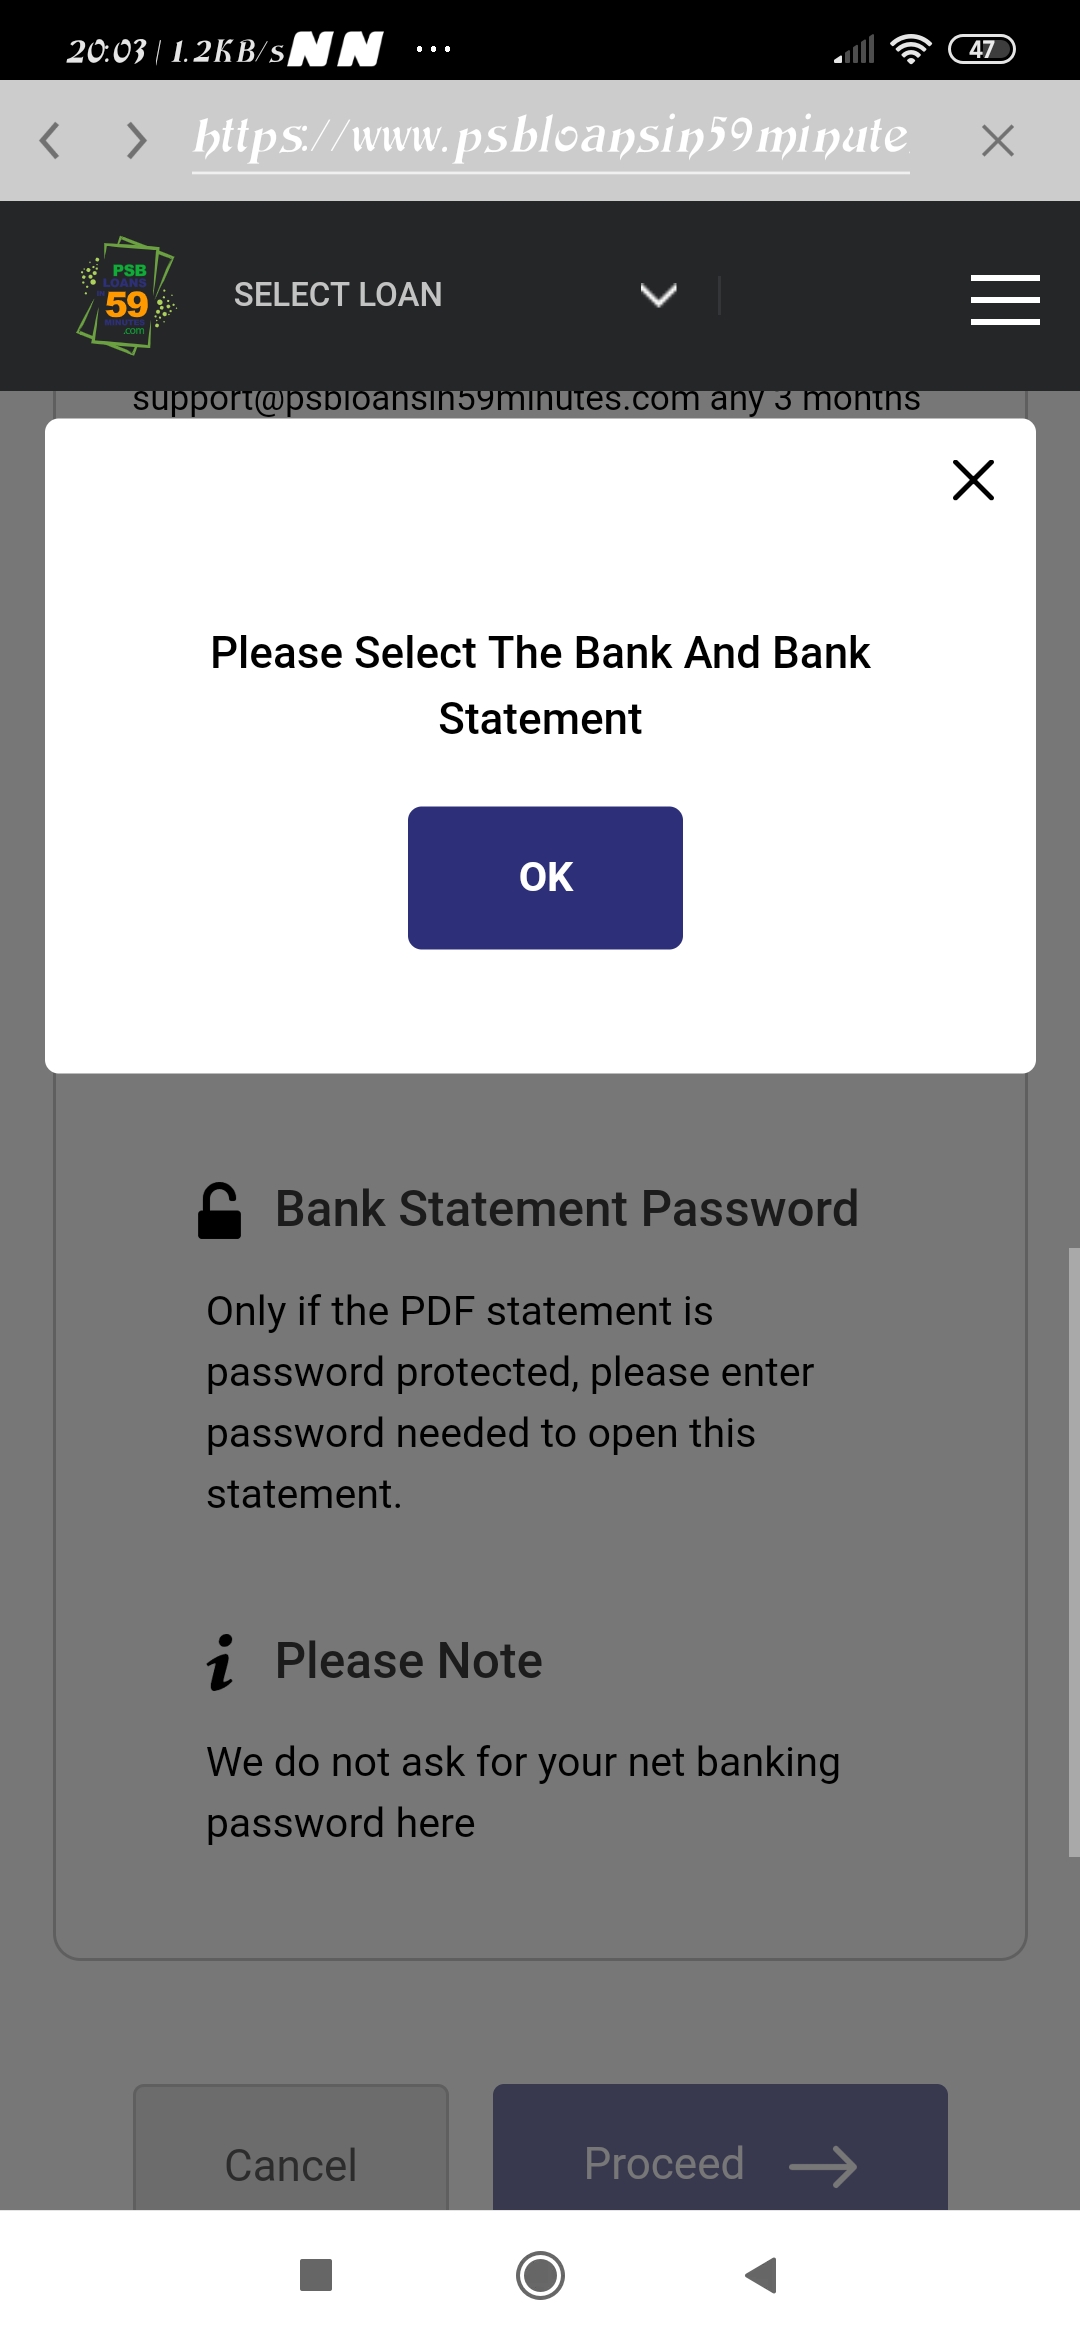 20:03 | 1.2KB/s N N ...
47
https://www.psbloansin59minute
PSB
LOANS
59
MINUTES
.com
SELECT LOAN
support@psbloansin59minutes.com any 3 months
Please Select The Bank And Bank
Statement
OK
Bank Statement Password
Only if the PDF statement is
password protected, please enter
password needed to open this
statement.
Please Note
We do not ask for your net banking
password here
Cancel
Proceed